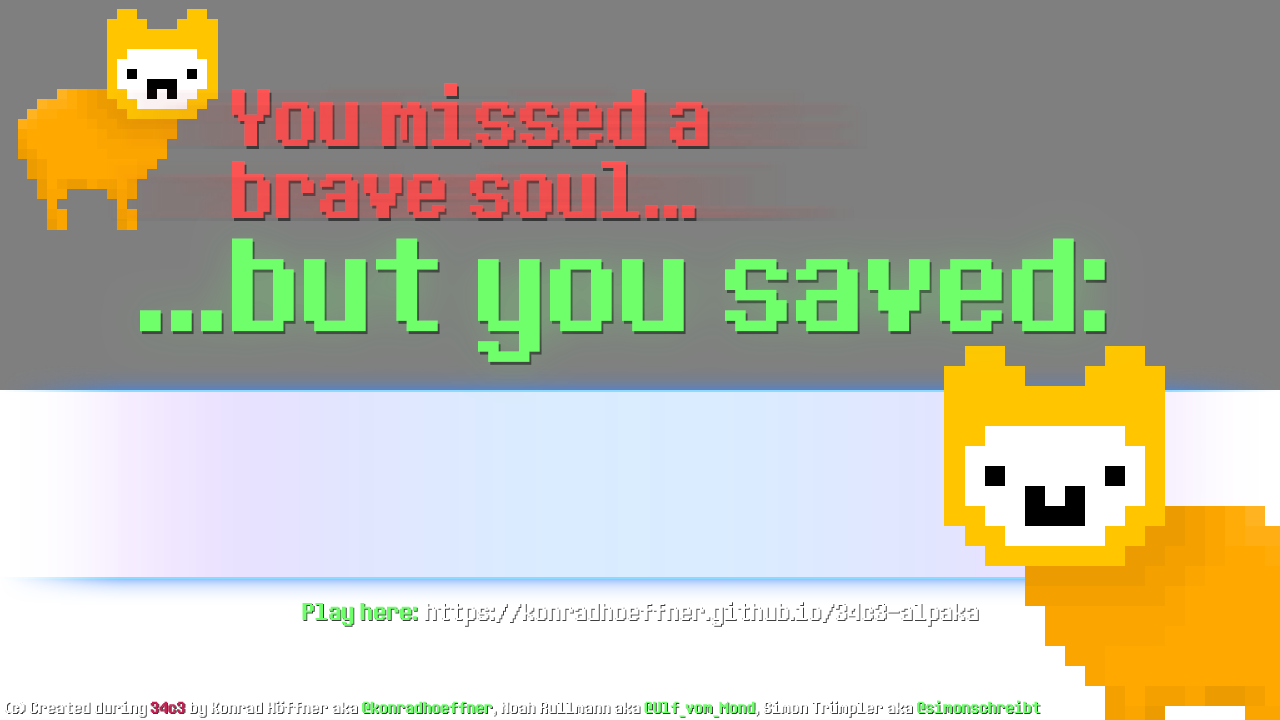 You missed a
brave soul...
...but you saved:
Play here: https://konradhoeffner.github.io/34c3-alpaka
(c) Created during 34c3 by Konrad Höffner aka @konradhoeffner, Noah Rullmann aka @Ulf_vom_Mond, Simon Trümpler aka @simonschreibt